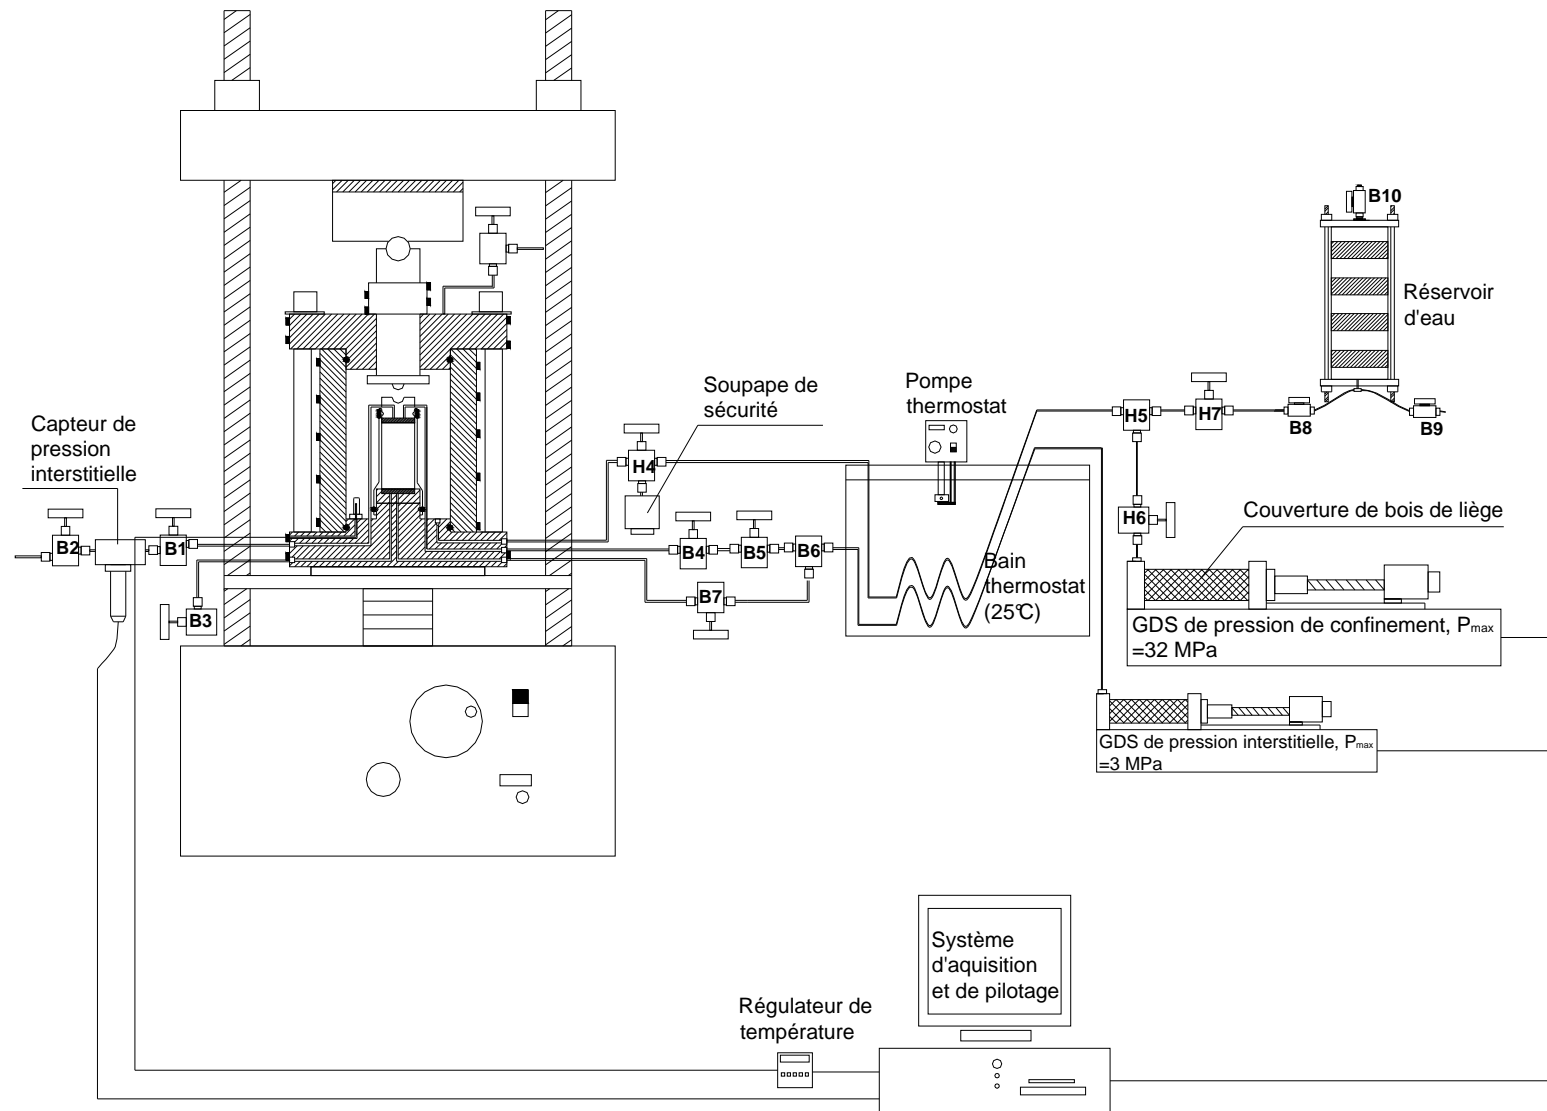 B10
Réservoir
d'eau
Soupape de
sécurité
Pompe
thermostat
H5
H7
B8
B9
Capteur de
pression
interstitielle
H4
Couverture de bois de liège
H6
B2
B1
B4
B5
B6
Bain
thermostat
(25°C)
B7
B3
GDS de pression de confinement, Pmax
=32 MPa
GDS de pression interstitielle, Pmax
=3 MPa
Système
d'aquisition
et de pilotage
Régulateur de
température